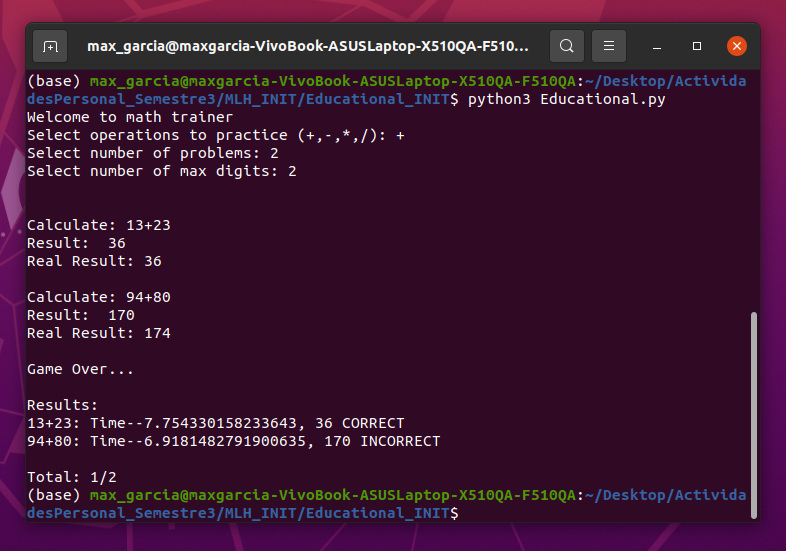 max_garcia@maxgarcia-VivoBook-ASUSLaptop-X510QA-F510...
(base) max_garcia@maxgarcia-VivoBook-ASUSLaptop-X510QA-F510QA:~/Desktop/Activida
desPersonal_Semestre3/MLH_INIT/Educational_INIT$ python3 Educational.py
Welcome to math trainer
Select operations to practice (+,-,*,/): +
Select number of problems: 2
Select number of max digits: 2
Calculate: 13+23
Result:  36
Real Result: 36
Calculate: 94+80
Result:  170
Real Result: 174
Game Over...
Results:
13+23: Time--7.754330158233643, 36 CORRECT
94+80: Time--6.9181482791900635, 170 INCORRECT
Total: 1/2
(base) max_garcia@maxgarcia-VivoBook-ASUSLaptop-X510QA-F510QA:~/Desktop/Activida
desPersonal_Semestre3/MLH_INIT/Educational_INIT$